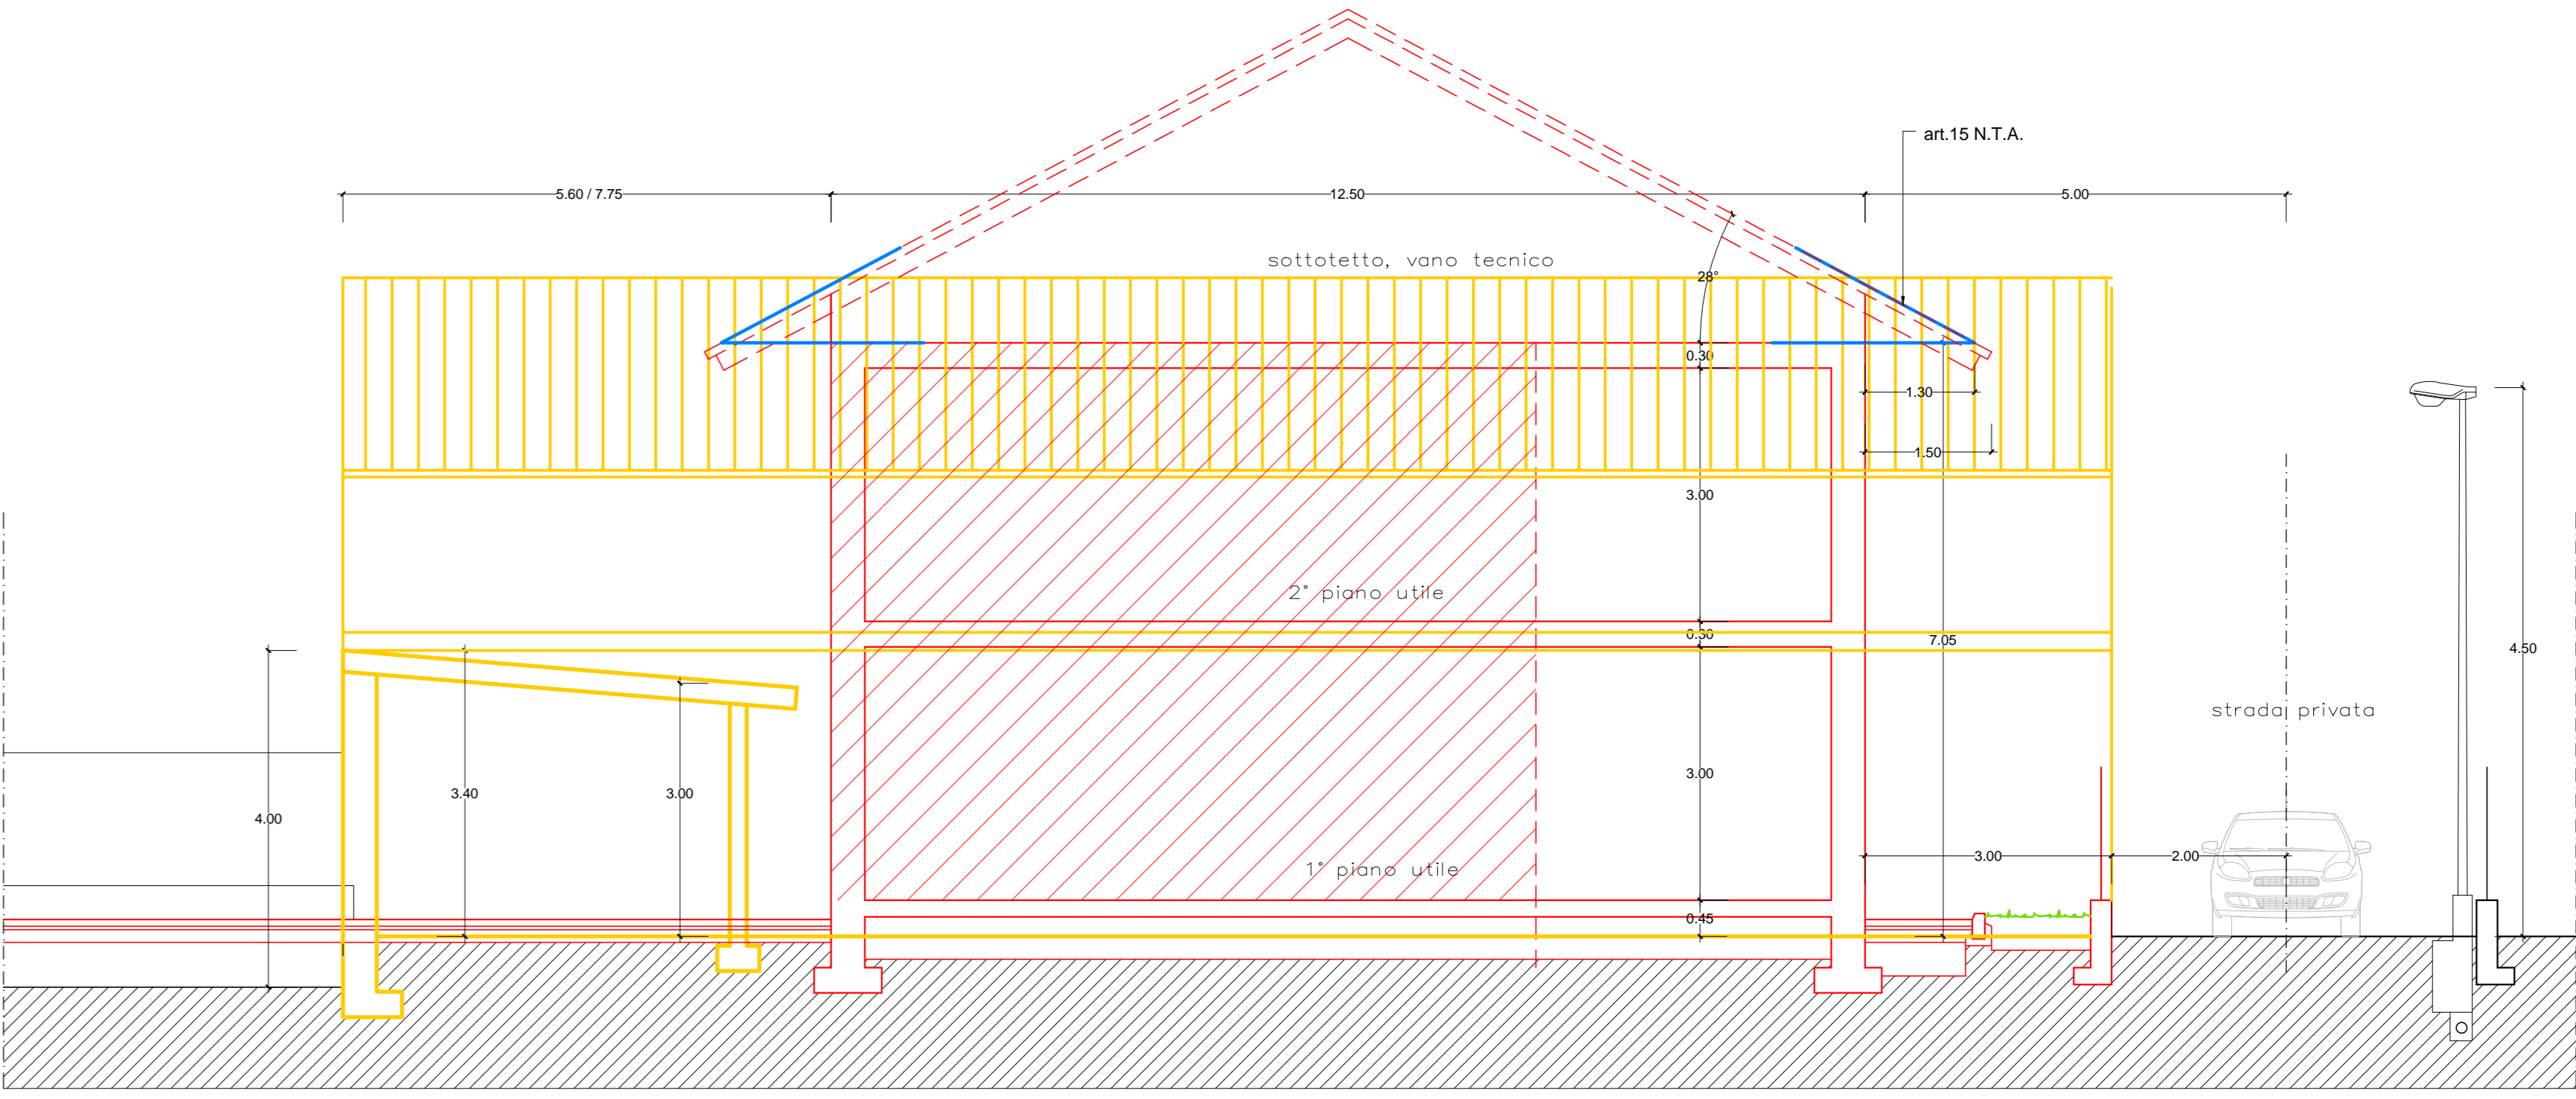 art.15 N.T.A.
5.60 / 7.75
12.50
5.00
sottotetto, vano tecnico
28°
0.30
1.30
1.50
3.00
2° piano utile
0.30
7.05
4.50
strada privata
3.00
3.40
3.00
4.00
3.00
2.00
1° piano utile
0.45